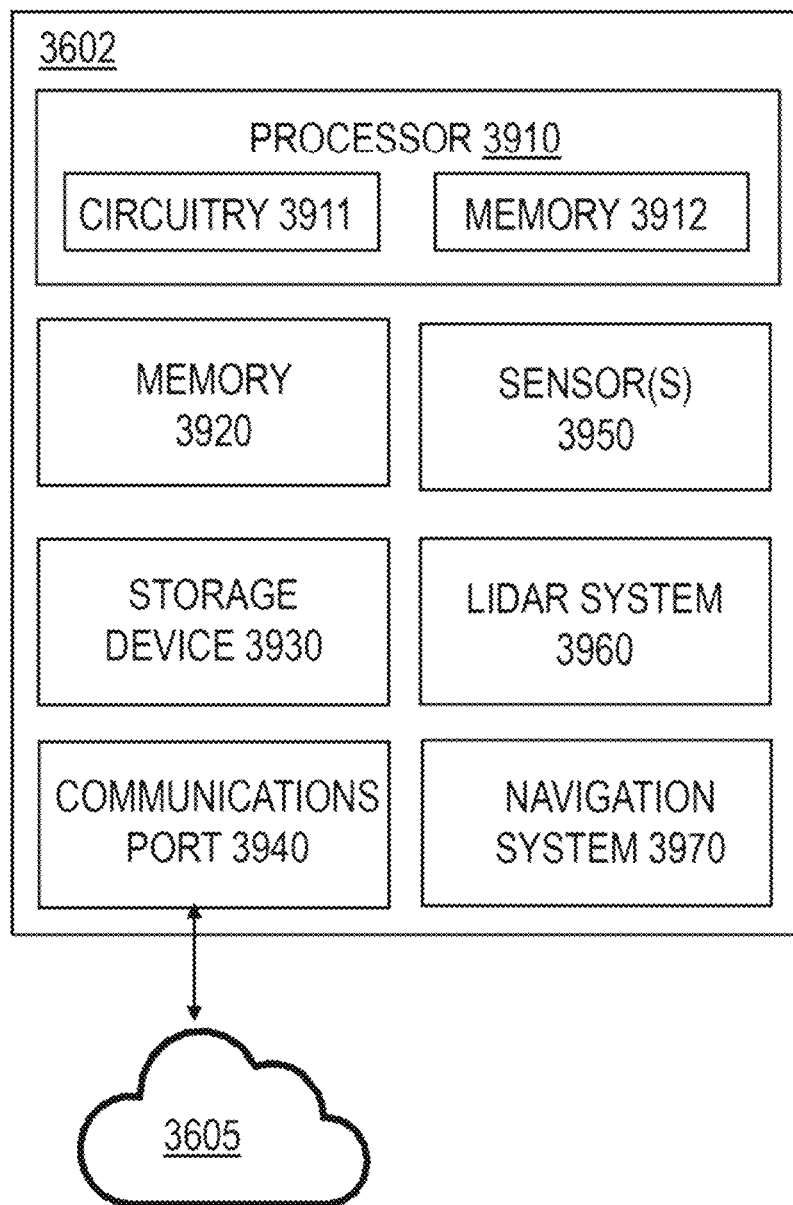 3602
PROCESSOR 3910
CIRCUITRY 3911
MEMORY 3912
MEMORY
3920
SENSOR(S)
3950
STORAGE
DEVICE 3930
LIDAR SYSTEM
3960
COMMUNICATIONS
PORT 3940
NAVIGATION
SYSTEM 3970
3605